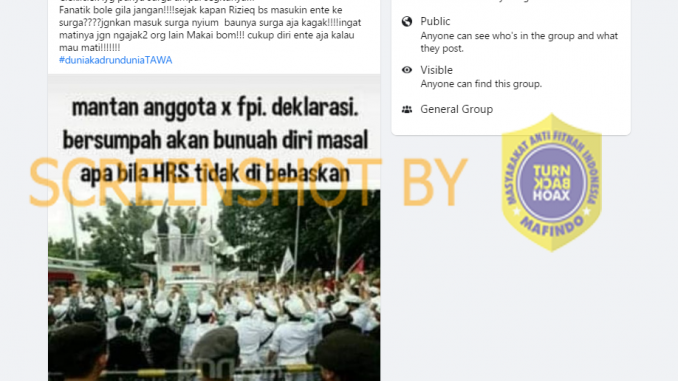 Fanatik bole gila jangan!!!!sejak kapan Rizieq bs masukin ente ke
surga????jgnkan masuk surga nyium baunya surga aja kagak!!!!ingat
matinya jgn ngajak2 org lain Makai bom!!! cukup diri ente aja kalau
mau mati!!!!!!!
#duniakadrunduniaTAWA
mantan anggota x fpi. deklarasi.
bersumpah akan bunuah diri masal
apa bila HRS tidak di bebaskan
SCREENSHOT BY
Public
Anyone can see who's in the group and what
they post.
Visible
Anyone can find this group.
General Group
MASYARAKAT ANTI FITNAH INDONESIA
TURN
BACK
HOAX
MAFINDO